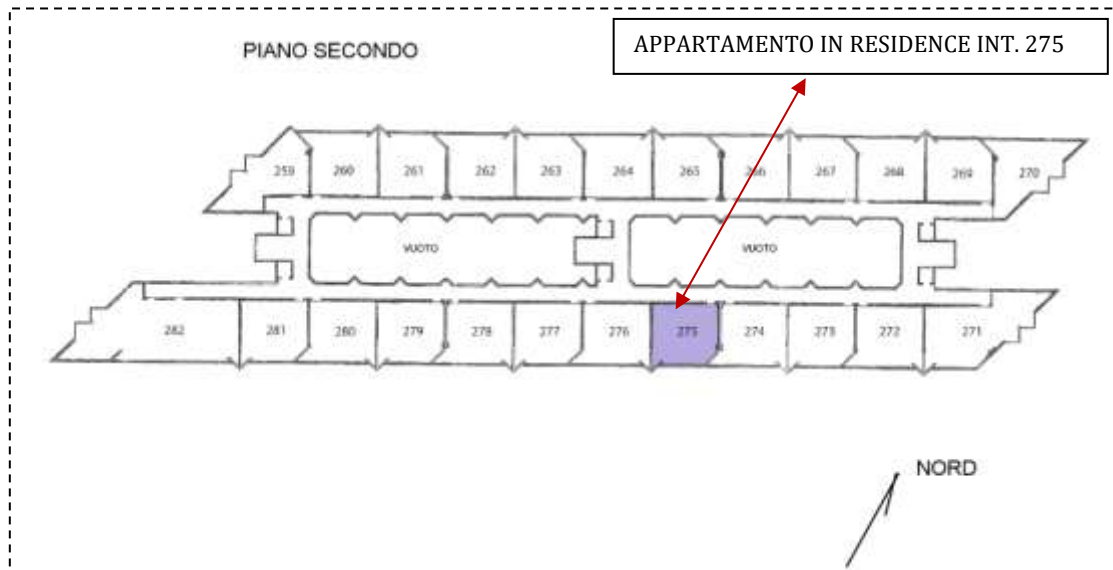 PIANO SECONDO
APPARTAMENTO IN RESIDENCE INT. 275
259 260 261 262 263 264 265 266 267 268 269 270
VUOTO VUOTO
282 281 280 279 278 277 276 275 274 273 272 271
NORD